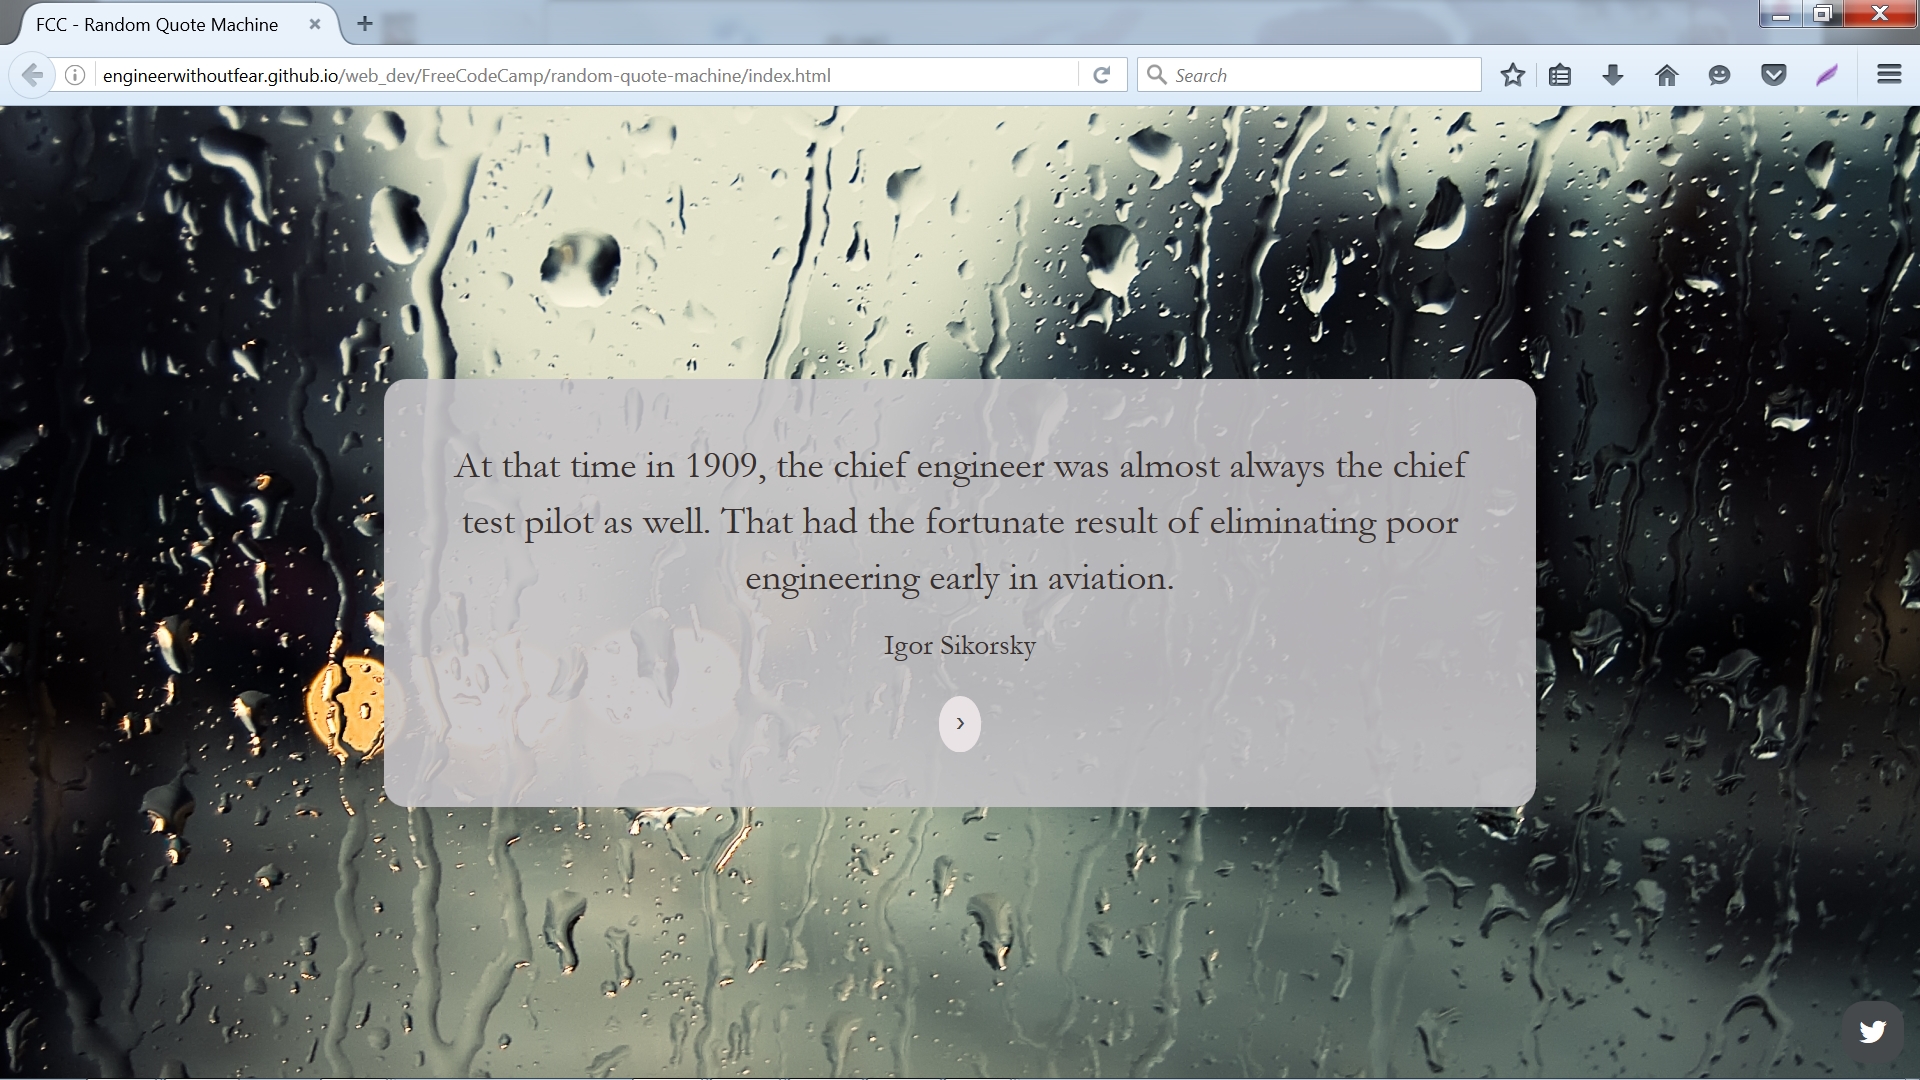 FCC - Random Quote Machine
engineerwithoutfear.github.io/web_dev/FreeCodeCamp/random-quote-machine/index.html
Search
At that time in 1909, the chief engineer was almost always the chief
test pilot as well. That had the fortunate result of eliminating poor
engineering early in aviation.
Igor Sikorsky